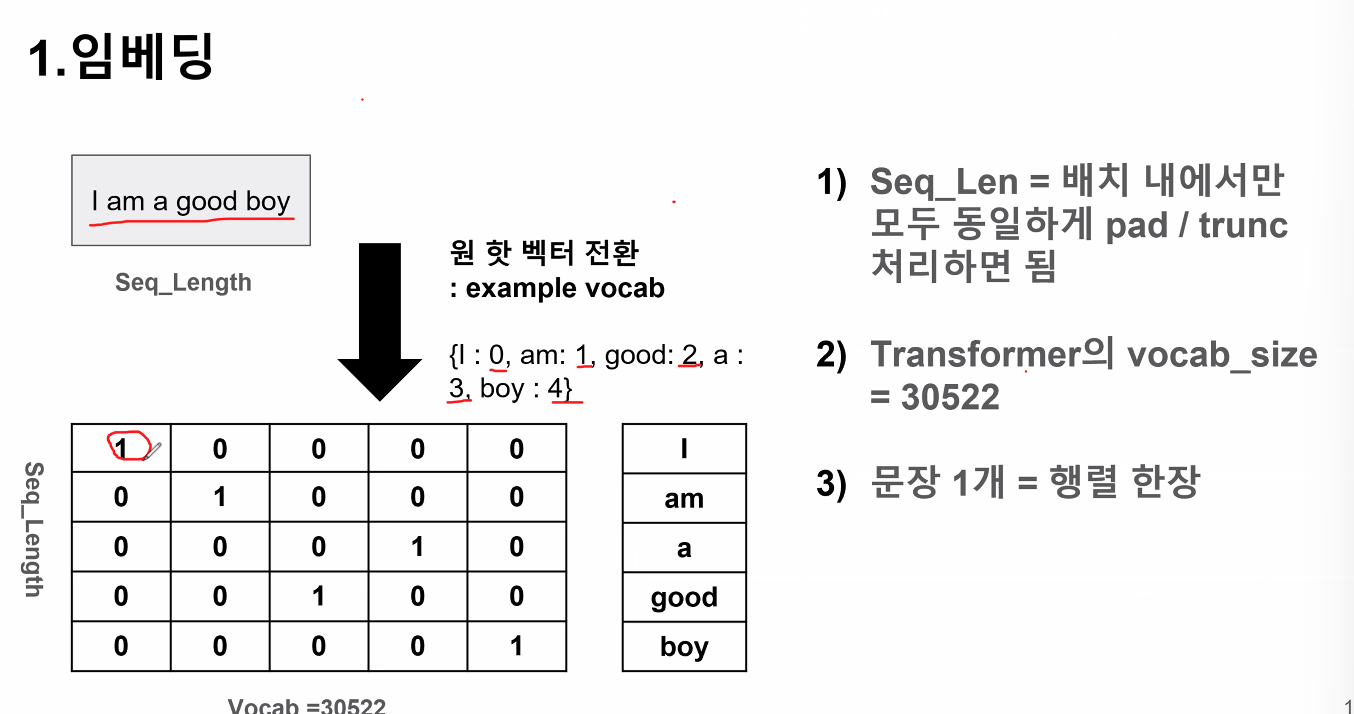 1.임베딩
I am a good boy
Seq_Length
원 핫 벡터 전환
: example vocab
{I : 0, am: 1, good: 2, a :
3, boy : 4}
Seq_Length
1 0 0 0 0
0 1 0 0 0
0 0 0 1 0
0 0 1 0 0
0 0 0 0 1
Vocab =30522
I
am
a
good
boy
1) Seq_Len = 배치 내에서만
모두 동일하게 pad / trunc
처리하면 됨
2) Transformer의 vocab_size
= 30522
3) 문장 1개 = 행렬 한장
1